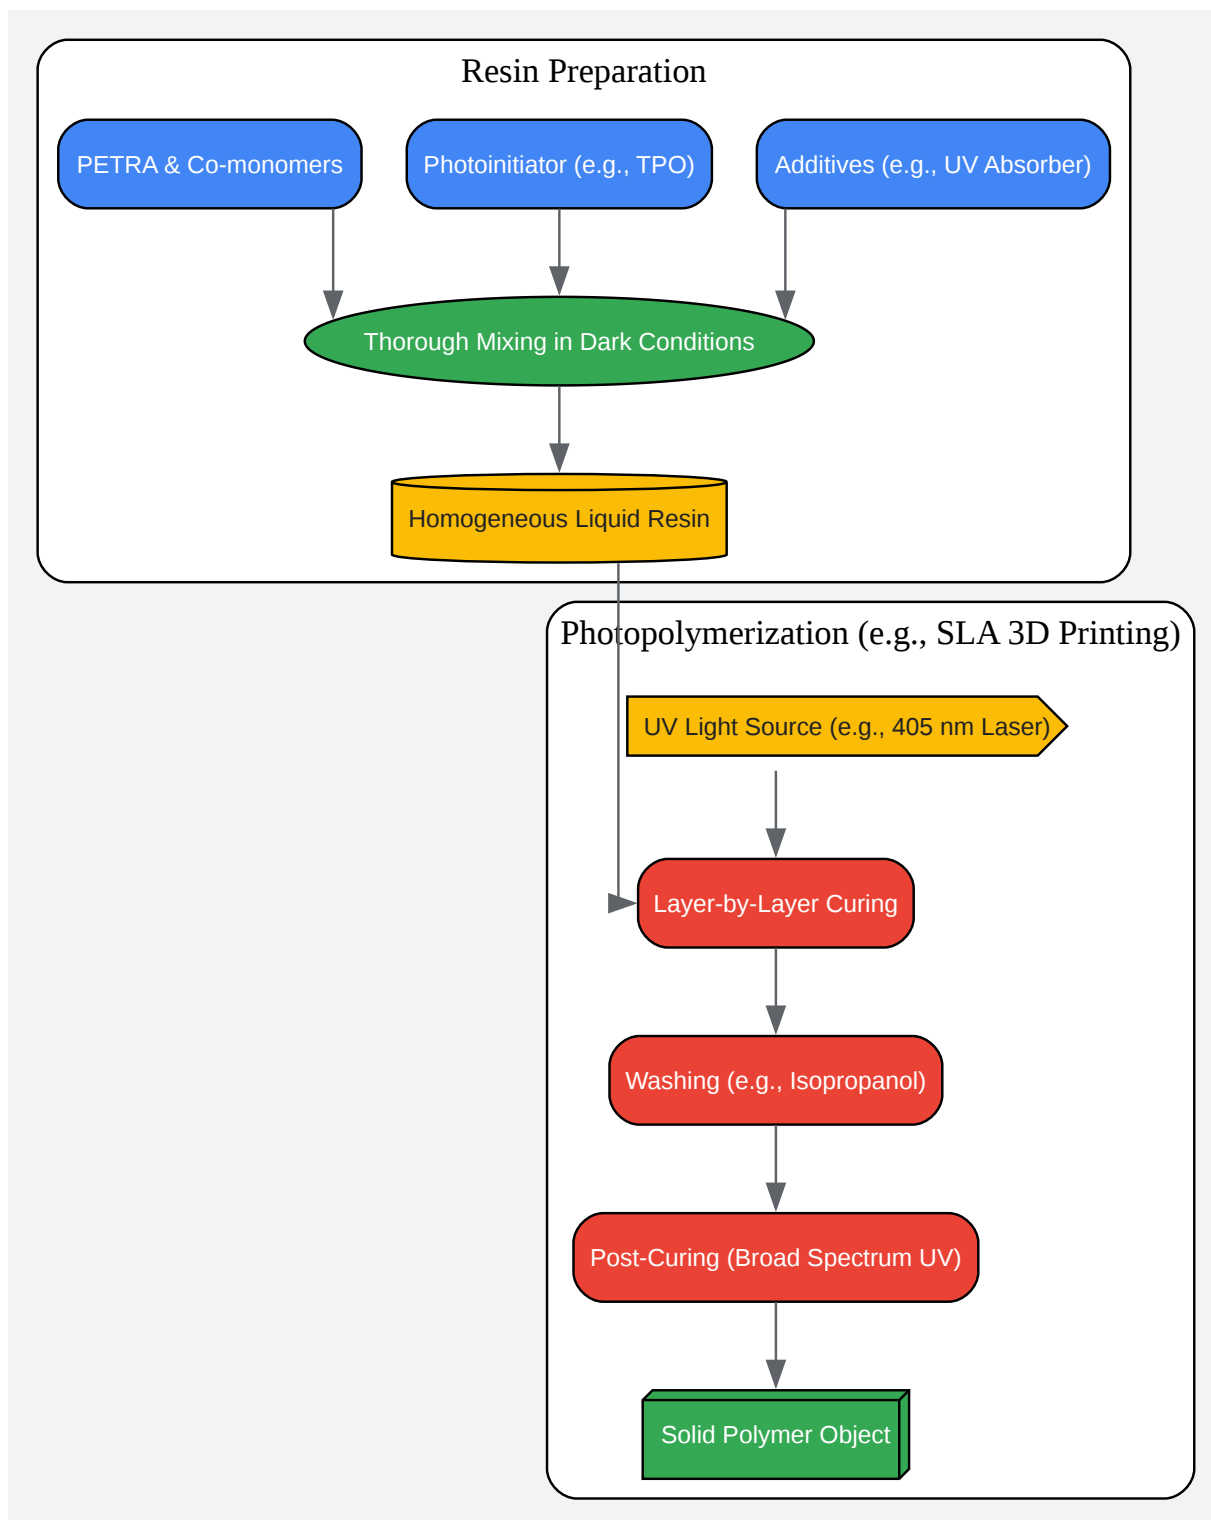 Resin Preparation
PETRA & Co-monomers
Photoinitiator (e.g., TPO)
Additives (e.g., UV Absorber)
Thorough Mixing in Dark Conditions
Homogeneous Liquid Resin
Photopolymerization (e.g., SLA 3D Printing)
UV Light Source (e.g., 405 nm Laser)
Layer-by-Layer Curing
Washing (e.g., Isopropanol)
Post-Curing (Broad Spectrum UV)
Solid Polymer Object